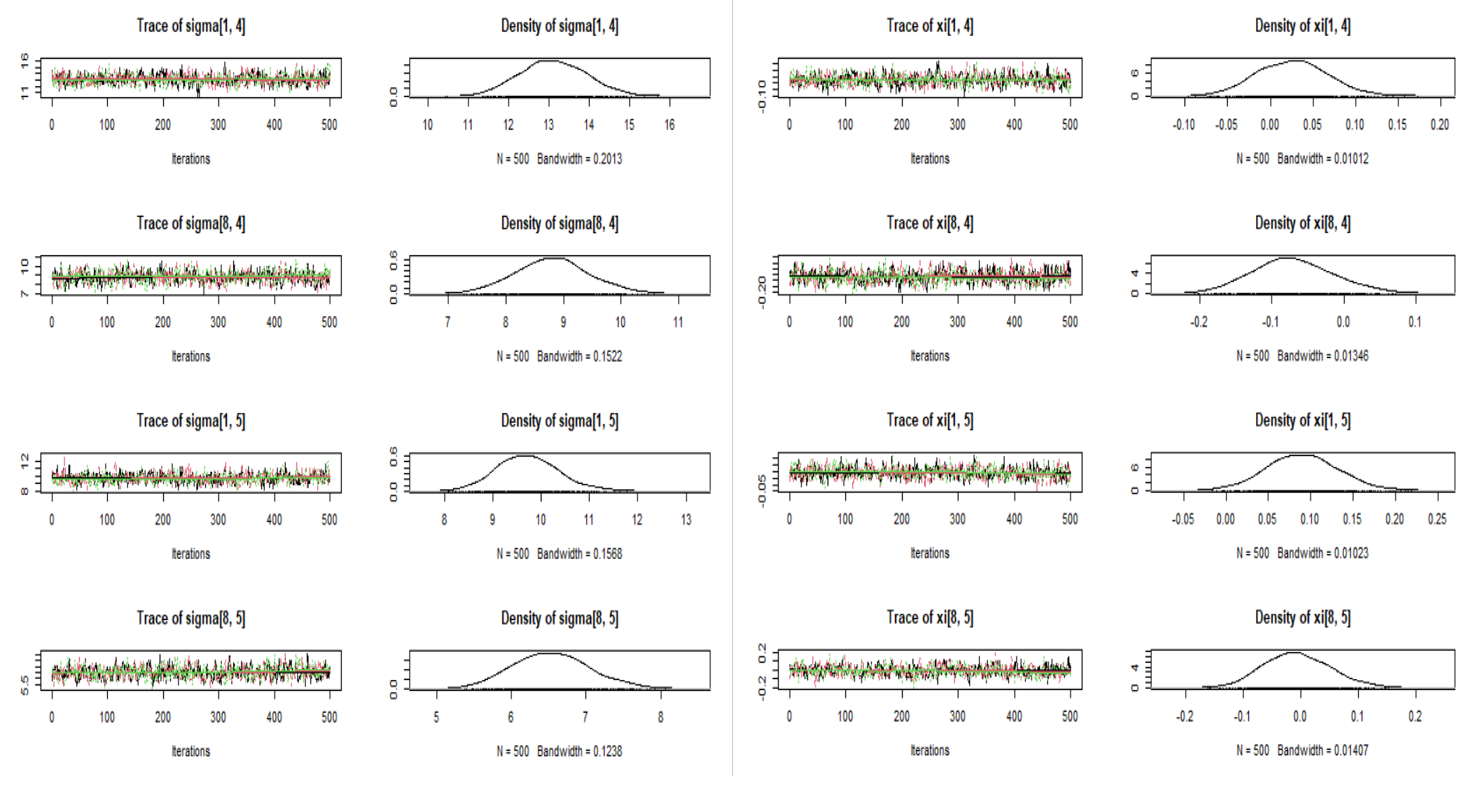 Trace of sigma[1, 4]
16
11
0 100 200 300 400 500
Iterations
Density of sigma[1, 4]
0.0
10 11 12 13 14 15 16
N = 500 Bandwidth = 0.2013
Trace of xi[1, 4]
-0.10
0 100 200 300 400 500
Iterations
Density of xi[1, 4]
6
0
-0.10 -0.05 0.00 0.05 0.10 0.15 0.20
N = 500 Bandwidth = 0.01012
Trace of sigma[8, 4]
10
7
0 100 200 300 400 500
Iterations
Density of sigma[8, 4]
0.6
0.0
7 8 9 10 11
N = 500 Bandwidth = 0.1522
Trace of xi[8, 4]
-0.20
0 100 200 300 400 500
Iterations
Density of xi[8, 4]
4
0
-0.2 -0.1 0.0 0.1
N = 500 Bandwidth = 0.01346
Trace of sigma[1, 5]
12
8
0 100 200 300 400 500
Iterations
Density of sigma[1, 5]
0.6
0.0
8 9 10 11 12 13
N = 500 Bandwidth = 0.1568
Trace of xi[1, 5]
-0.05
0 100 200 300 400 500
Iterations
Density of xi[1, 5]
6
0
-0.05 0.00 0.05 0.10 0.15 0.20 0.25
N = 500 Bandwidth = 0.01023
Trace of sigma[8, 5]
5.5
0 100 200 300 400 500
Iterations
Density of sigma[8, 5]
0.0
5 6 7 8
N = 500 Bandwidth = 0.1238
Trace of xi[8, 5]
0.2
-0.2
0 100 200 300 400 500
Iterations
Density of xi[8, 5]
4
0
-0.2 -0.1 0.0 0.1 0.2
N = 500 Bandwidth = 0.01407